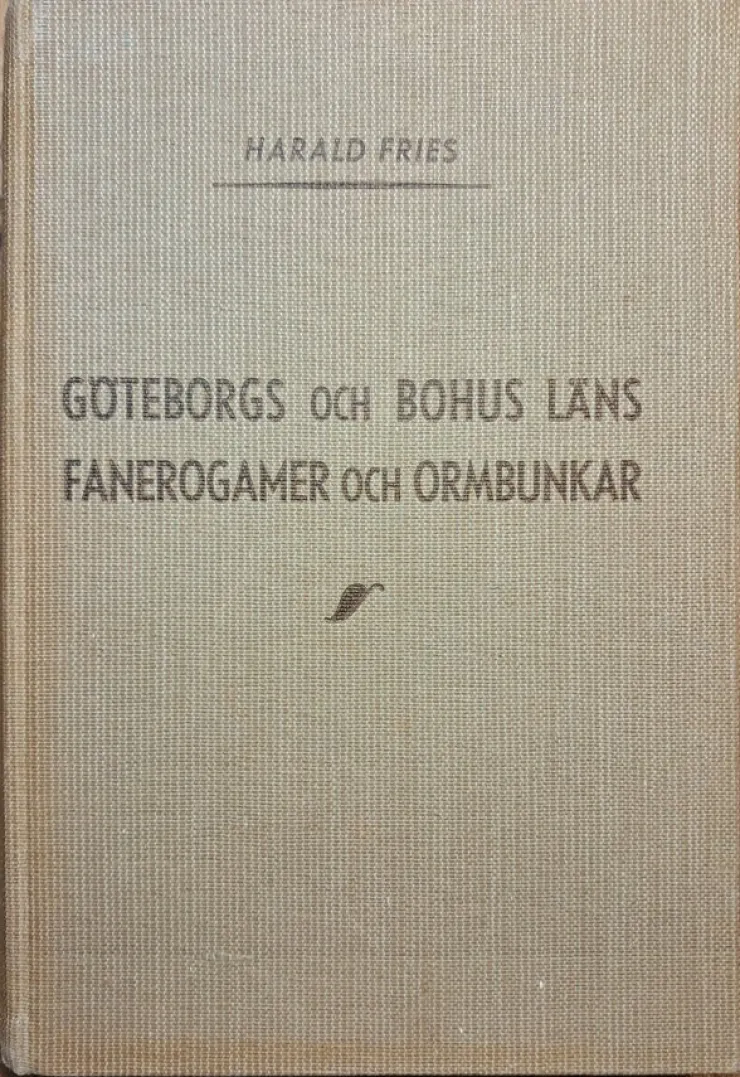 HARALD FRIES
GÖTEBORGS OCH BOHUS LÄNS
FANEROGAMER OCH ORMBUNKAR